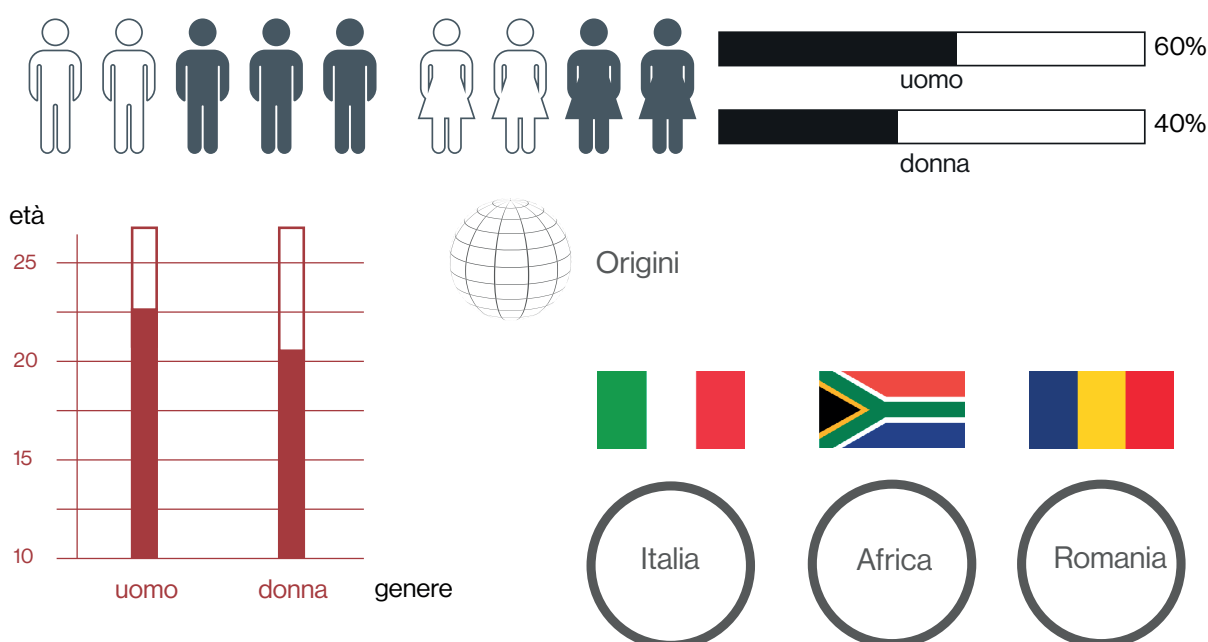 60%
uomo
40%
donna
età
25
20
15
10
uomo donna genere
Origini
Italia Africa Romania